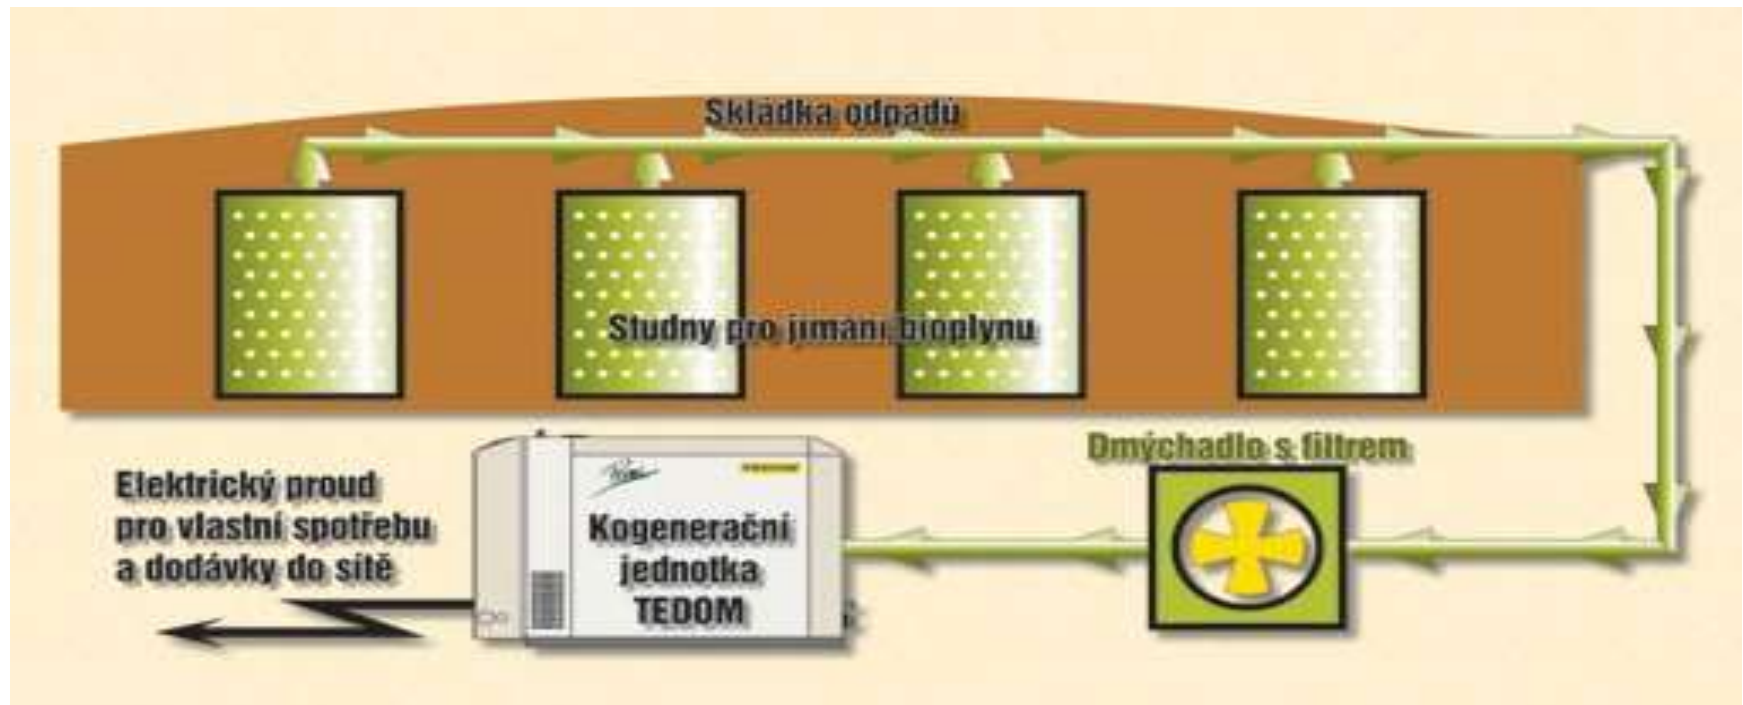 Skládka odpadů
Studny pro jímání bioplynu
Dmýchadlo s filtrem
Elektrický proud
pro vlastní spotřebu
a dodávky do sítě
Kogenerační
jednotka
TEDOM